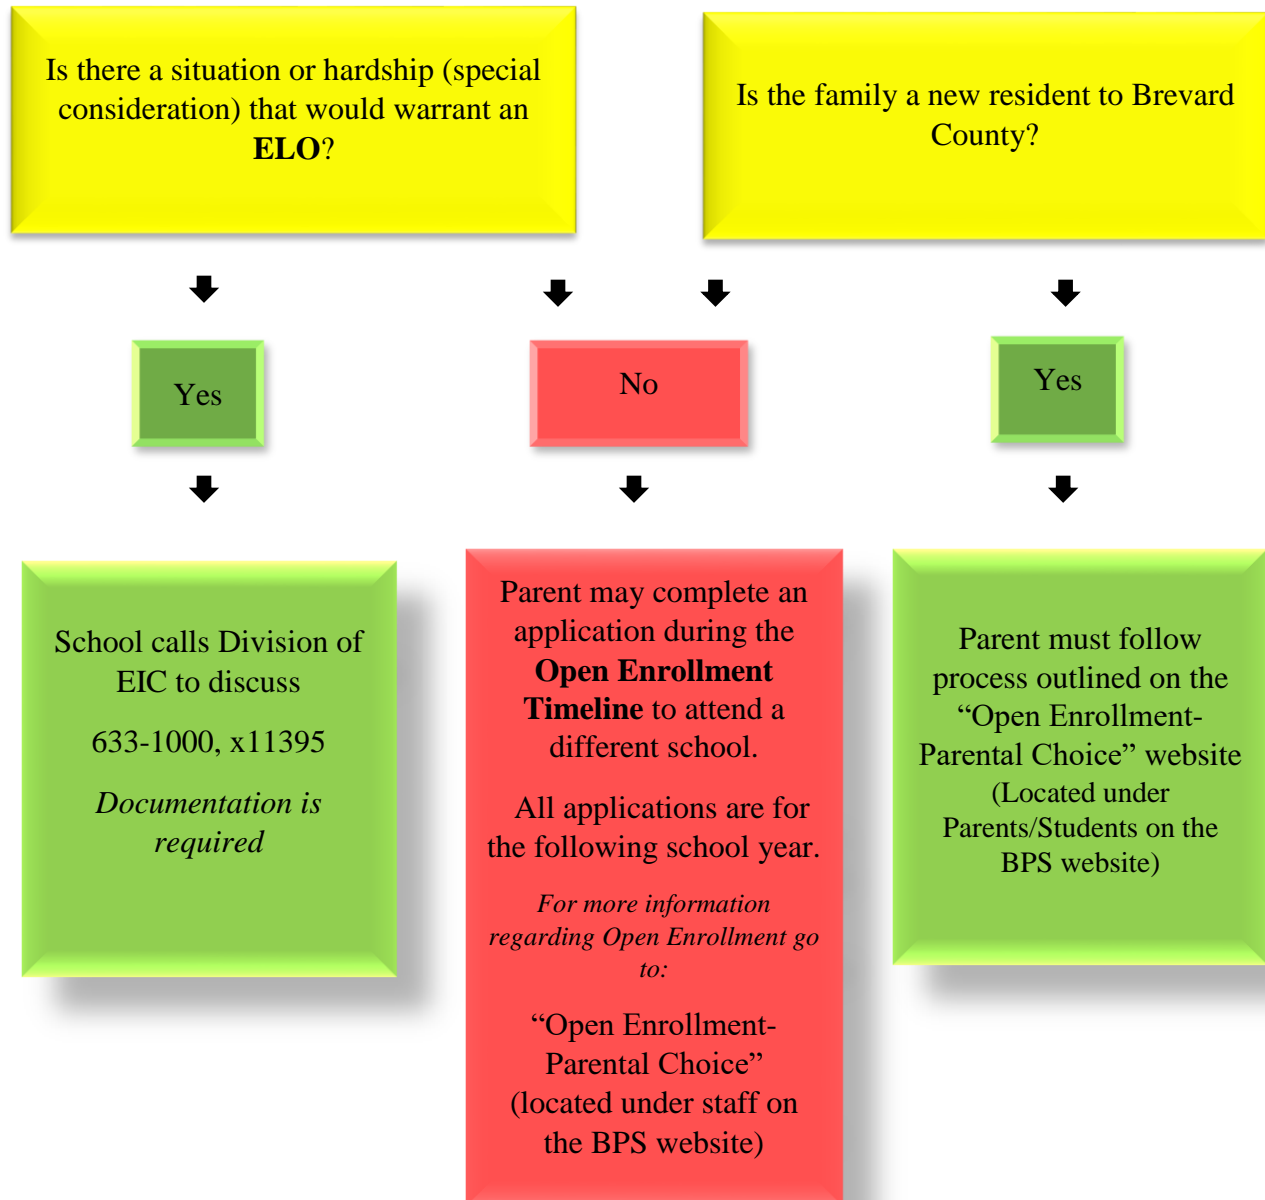 Is there a situation or hardship (special
consideration) that would warrant an
ELO?
Is the family a new resident to Brevard
County?
Yes
No
Yes
School calls Division of
EIC to discuss
633-1000, x11395
Documentation is
required
Parent may complete an
application during the
Open Enrollment
Timeline to attend a
different school.
All applications are for
the following school year.
For more information
regarding Open Enrollment go
to:
“Open Enrollment-
Parental Choice”
(located under staff on
the BPS website)
Parent must follow
process outlined on the
“Open Enrollment-
Parental Choice” website
(Located under
Parents/Students on the
BPS website)